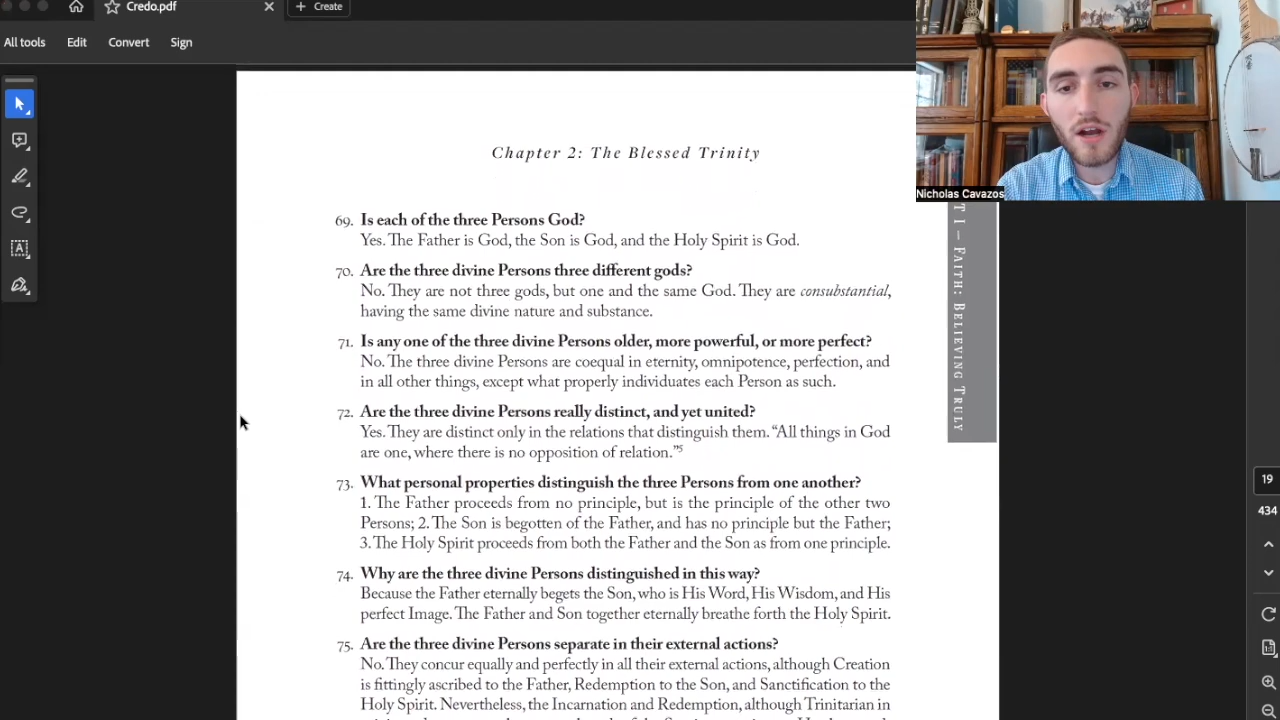 Credo.pdf
Create
All tools
Edit
Convert
Sign
Nicholas Cavazos
Chapter 2: The Blessed Trinity
69. Is each of the three Persons God?
Yes. The Father is God, the Son is God, and the Holy Spirit is God.
70. Are the three divine Persons three different gods?
No. They are not three gods, but one and the same God. They are consubstantial,
having the same divine nature and substance.
71. Is any one of the three divine Persons older, more powerful, or more perfect?
No. The three divine Persons are coequal in eternity, omnipotence, perfection, and
in all other things, except what properly individuates each Person as such.
72. Are the three divine Persons really distinct, and yet united?
Yes. They are distinct only in the relations that distinguish them. “All things in God
are one, where there is no opposition of relation.”5
73. What personal properties distinguish the three Persons from one another?
1. The Father proceeds from no principle, but is the principle of the other two
Persons; 2. The Son is begotten of the Father, and has no principle but the Father;
3. The Holy Spirit proceeds from both the Father and the Son as from one principle.
74. Why are the three divine Persons distinguished in this way?
Because the Father eternally begets the Son, who is His Word, His Wisdom, and His
perfect Image. The Father and Son together eternally breathe forth the Holy Spirit.
75. Are the three divine Persons separate in their external actions?
No. They concur equally and perfectly in all their external actions, although Creation
is fittingly ascribed to the Father, Redemption to the Son, and Sanctification to the
Holy Spirit. Nevertheless, the Incarnation and Redemption, although Trinitarian in
T I – Faith: Believing Truly
19
434